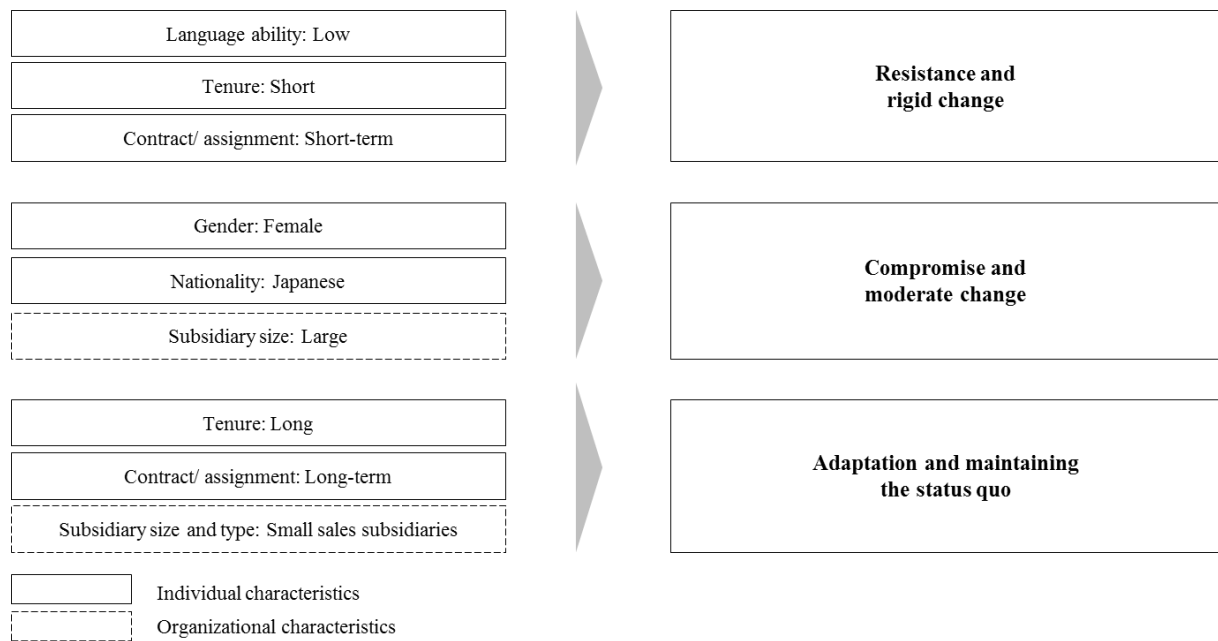 Language ability: Low
Tenure: Short
Contract/ assignment: Short-term
Resistance and
rigid change
Gender: Female
Nationality: Japanese
Subsidiary size: Large
Compromise and
moderate change
Tenure: Long
Contract/ assignment: Long-term
Subsidiary size and type: Small sales subsidiaries
Adaptation and maintaining
the status quo
Individual characteristics
Organizational characteristics